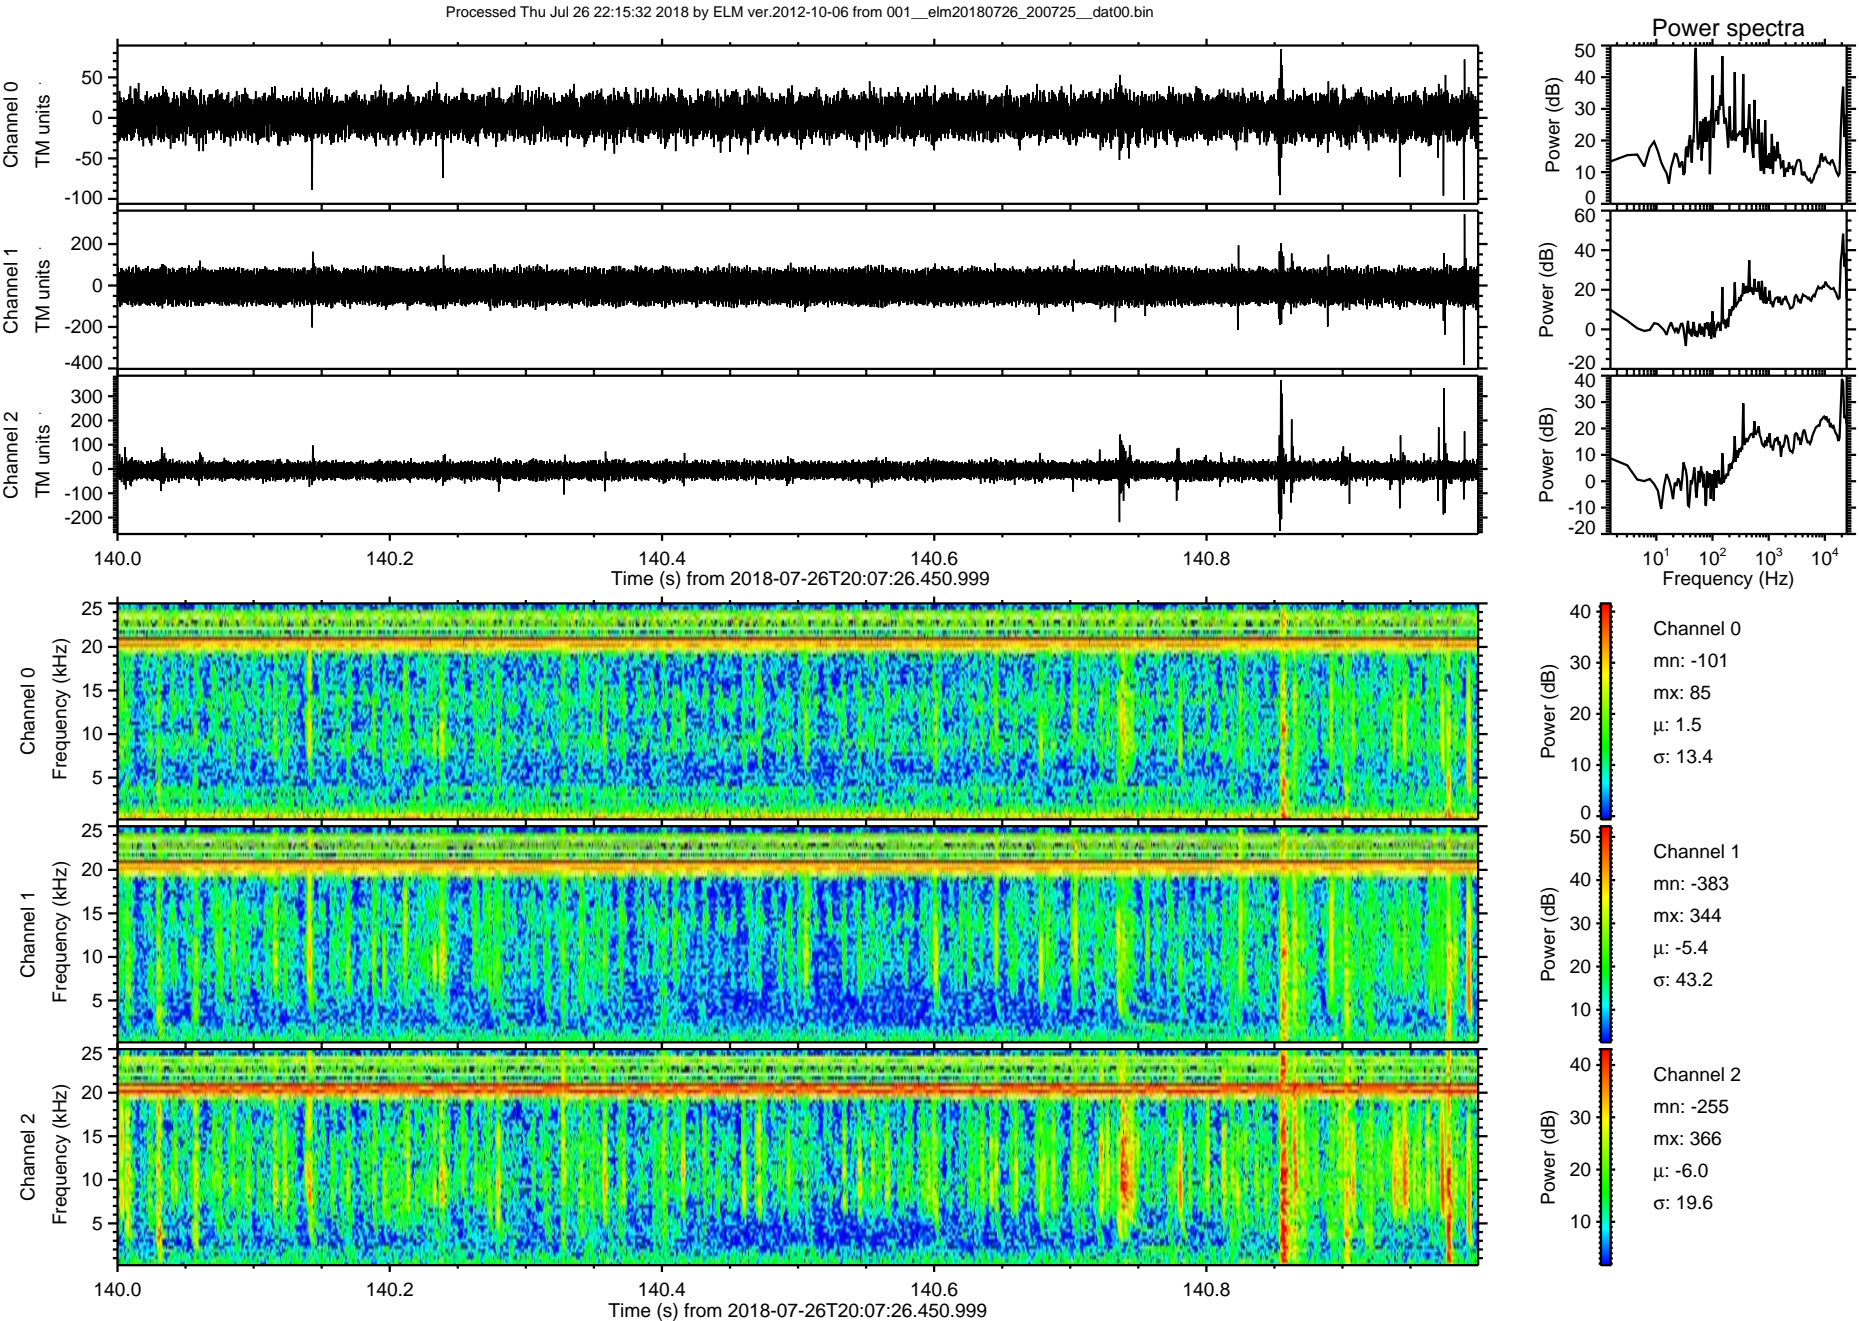 Processed Thu Jul 26 22:15:32 2018 by ELM ver.2012-10-06 from 001__elm20180726_200725__dat00.bin
Power spectra
Channel 0
TM units
50
0
-50
-100
Power (dB)
50
40
30
20
10
0
Channel 1
TM units
200
0
-200
-400
Power (dB)
60
40
20
0
-20
Channel 2
TM units
300
200
100
0
-100
-200
Power (dB)
40
30
20
10
0
-10
-20
140.0 140.2 140.4 140.6 140.8
Time (s) from 2018-07-26T20:07:26.450.999
10^1 10^2 10^3 10^4
Frequency (Hz)
Channel 0
Frequency (kHz)
25
20
15
10
5
Power (dB)
40
30
20
10
0
Channel 0
mn: -101
mx: 85
μ: 1.5
σ: 13.4
Channel 1
Frequency (kHz)
25
20
15
10
5
Power (dB)
50
40
30
20
10
Channel 1
mn: -383
mx: 344
μ: -5.4
σ: 43.2
Channel 2
Frequency (kHz)
25
20
15
10
5
Power (dB)
40
30
20
10
Channel 2
mn: -255
mx: 366
μ: -6.0
σ: 19.6
140.0 140.2 140.4 140.6 140.8
Time (s) from 2018-07-26T20:07:26.450.999